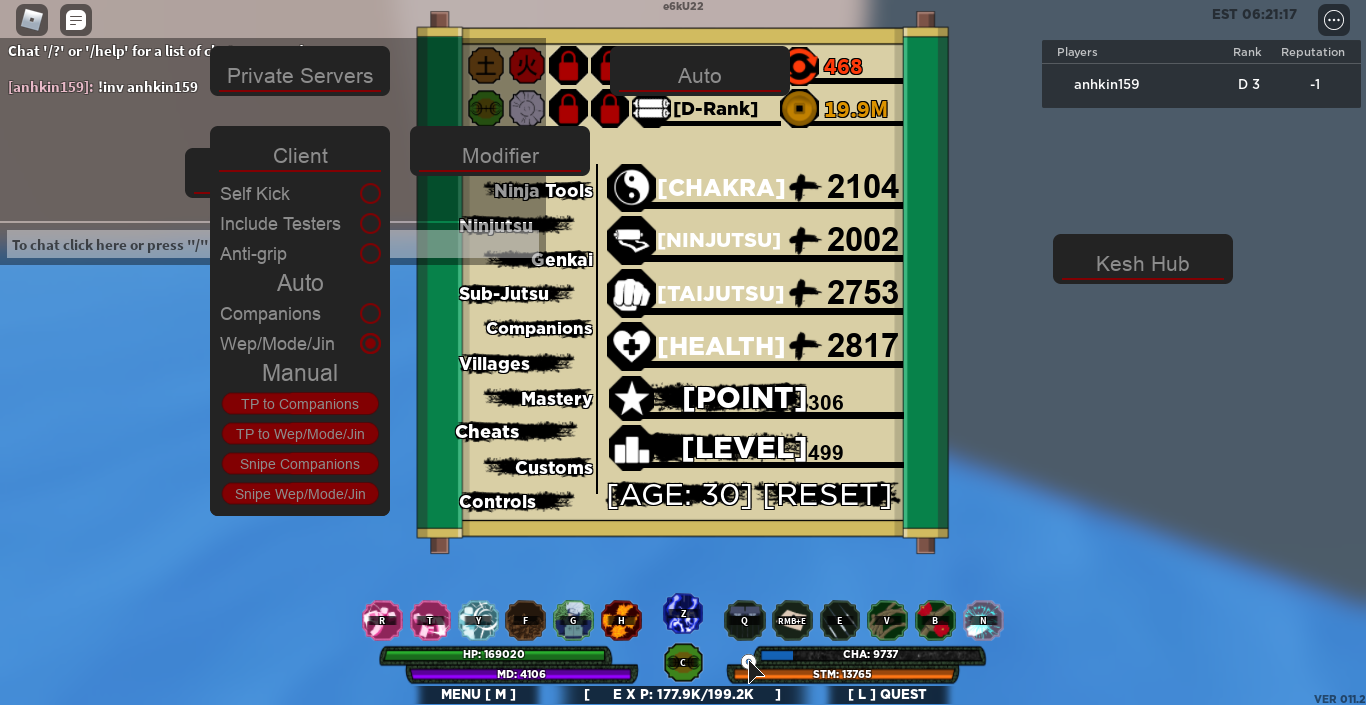 e6kU22
EST 06:21:17
Chat '/?' or '/help' for a list of c
[anhkin159]: !inv anhkin159
To chat click here or press "/"
Private Servers
Client
Self Kick
Include Testers
Anti-grip
Auto
Companions
Wep/Mode/Jin
Manual
TP to Companions
TP to Wep/Mode/Jin
Snipe Companions
Snipe Wep/Mode/Jin
Modifier
Auto
土 火
468
[D-Rank]
19.9M
Ninja Tools
Ninjutsu
Genkai
Sub-Jutsu
Companions
Villages
Mastery
Cheats
Customs
Controls
[CHAKRA] 2104
[NINJUTSU] 2002
[TAIJUTSU] 2753
[HEALTH] 2817
[POINT] 306
[LEVEL] 499
[AGE: 30] [RESET]
Players Rank Reputation
anhkin159 D 3 -1
Kesh Hub
R T Y F G H Z Q RMB+E E V B N
C
HP: 169020
CHA: 9737
MD: 4106
STM: 13765
MENU [ M ]
[ E X P: 177.9K/199.2K ]
[ L ] QUEST
VER 011.2